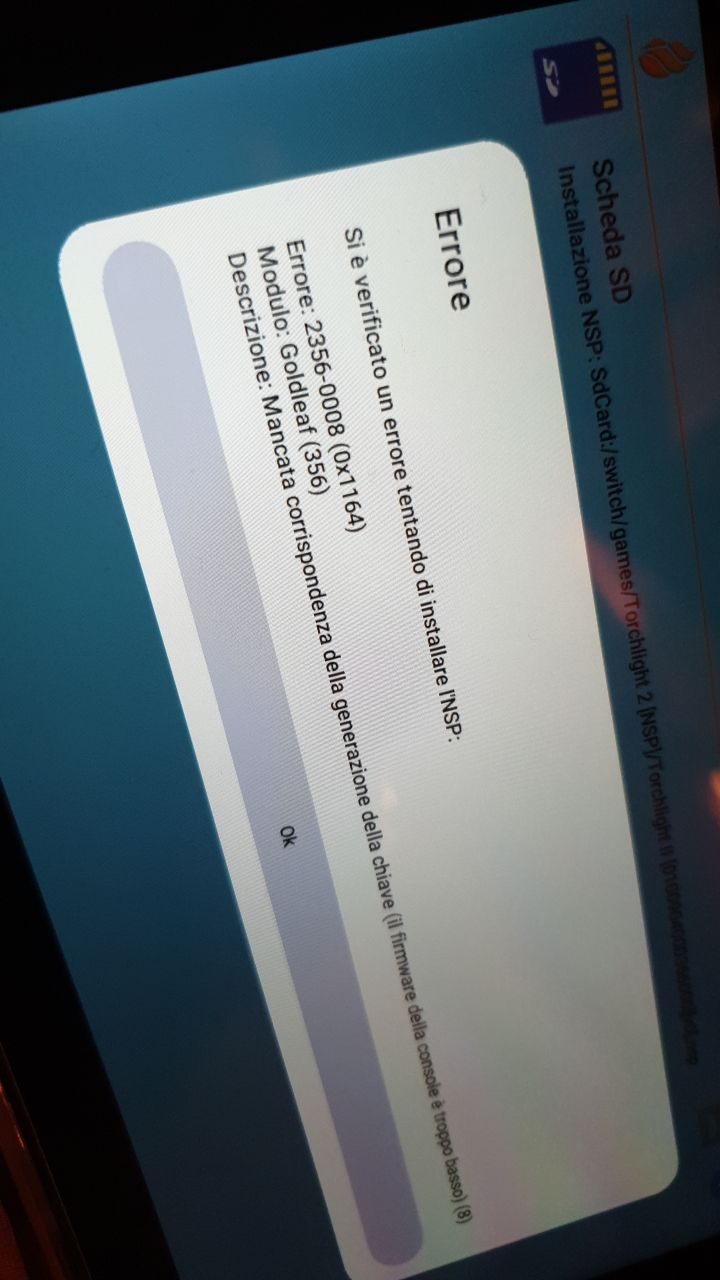 SD
Scheda SD
Installazione NSP: SdCard:/switch/games/Torchlight 2 [NSP]/Torchlight II
Errore
Si è verificato un errore tentando di installare l'NSP:
Errore: 2356-0008 (0x1164)
Modulo: Goldleaf (356)
Descrizione: Mancata corrispondenza della generazione della chiave (il firmware della console è troppo basso) (8)
Ok